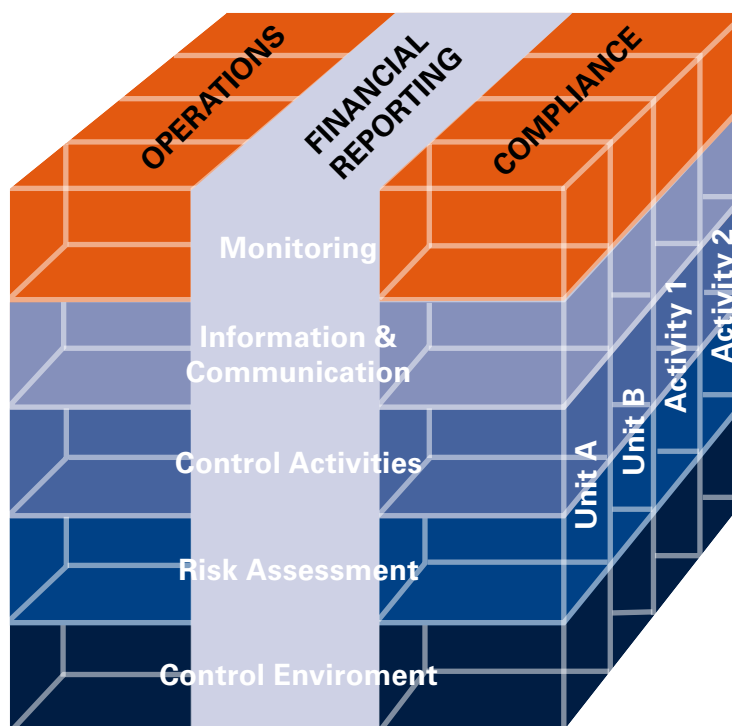 OPERATIONS
FINANCIAL
REPORTING
COMPLIANCE
Monitoring
Information &
Communication
Control Activities
Risk Assessment
Control Enviroment
Unit A
Unit B
Activity 1
Activity 2